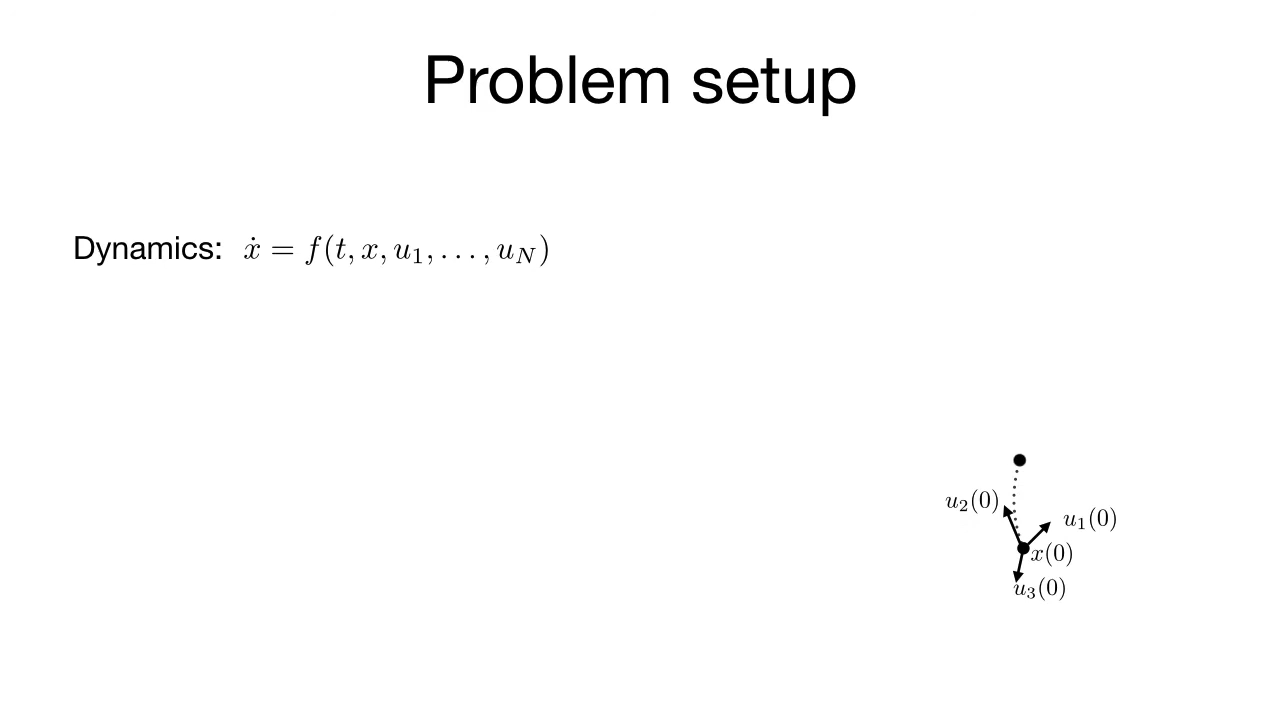 Problem setup
Dynamics: ẋ = f(t, x, u₁, . . . , u_N)
u₂(0)
u₁(0)
x(0)
u₃(0)